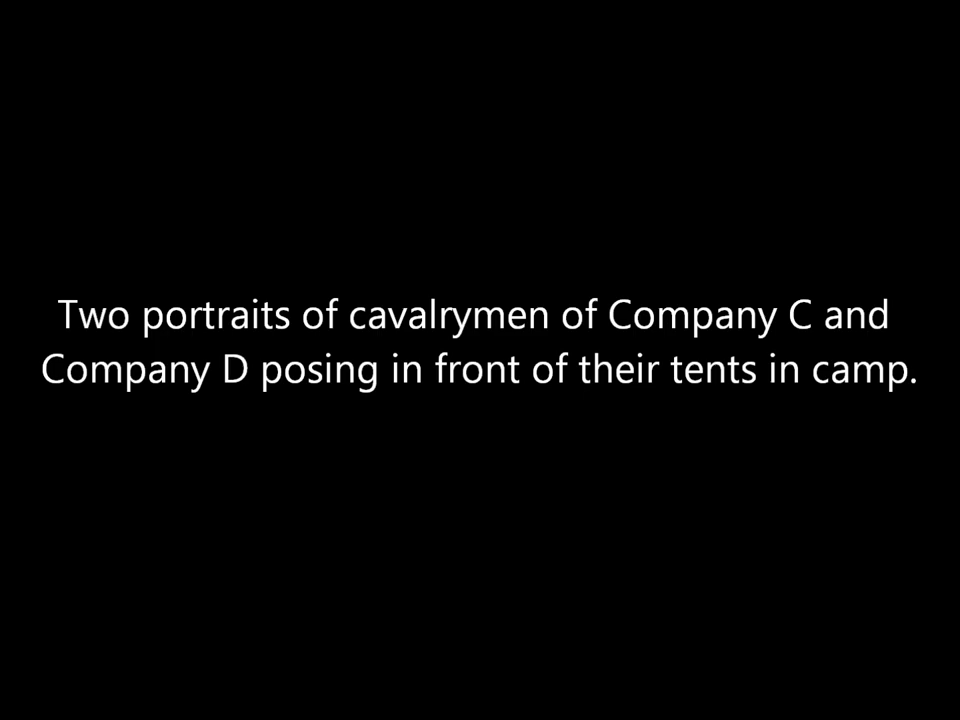 Two portraits of cavalrymen of Company C and
Company D posing in front of their tents in camp.